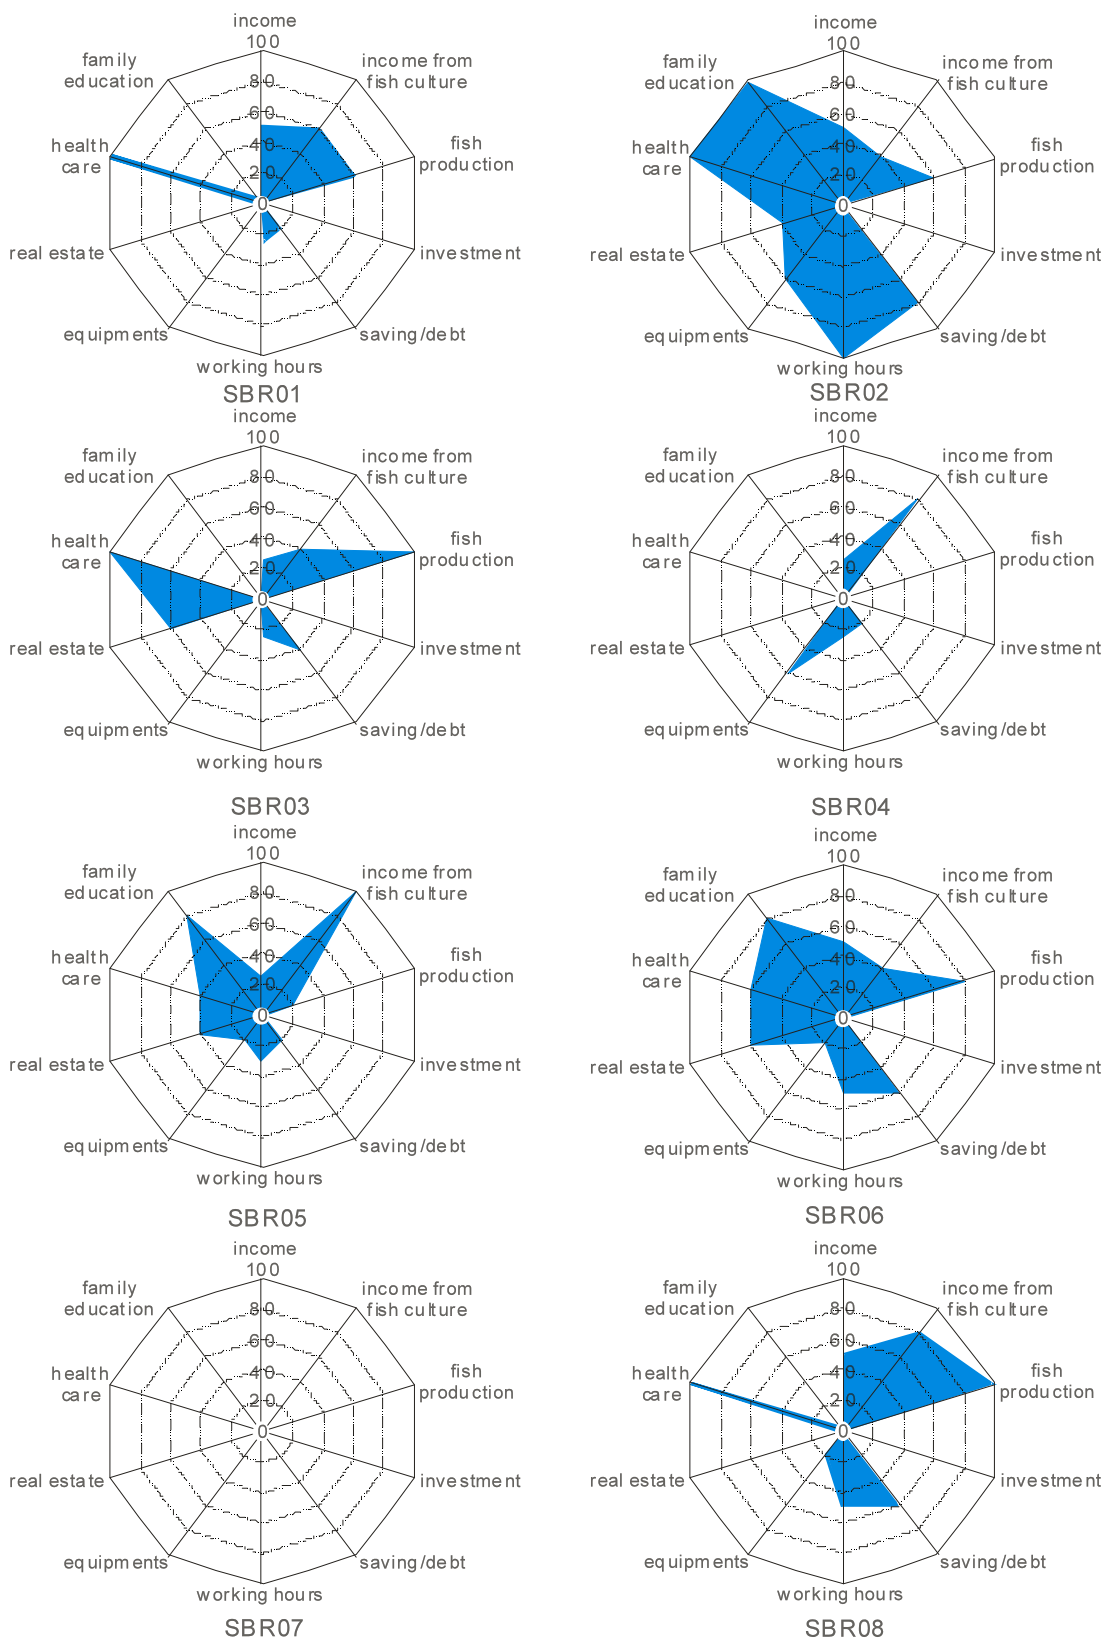 income
100
family
education
income from
fish culture
80
60
40
20
0
health
care
fish
production
real estate
investment
equipments
saving/debt
working hours
SBR01
income
100
family
education
income from
fish culture
80
60
40
20
0
health
care
fish
production
real estate
investment
equipments
saving/debt
working hours
SBR02
income
100
family
education
income from
fish culture
80
60
40
20
0
health
care
fish
production
real estate
investment
equipments
saving/debt
working hours
SBR03
income
100
family
education
income from
fish culture
80
60
40
20
0
health
care
fish
production
real estate
investment
equipments
saving/debt
working hours
SBR04
income
100
family
education
income from
fish culture
80
60
40
20
0
health
care
fish
production
real estate
investment
equipments
saving/debt
working hours
SBR05
income
100
family
education
income from
fish culture
80
60
40
20
0
health
care
fish
production
real estate
investment
equipments
saving/debt
working hours
SBR06
income
100
family
education
income from
fish culture
80
60
40
20
0
health
care
fish
production
real estate
investment
equipments
saving/debt
working hours
SBR07
income
100
family
education
income from
fish culture
80
60
40
20
0
health
care
fish
production
real estate
investment
equipments
saving/debt
working hours
SBR08